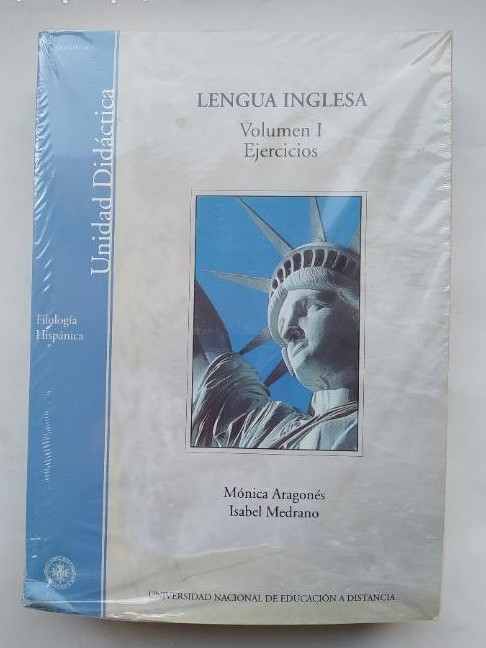 LENGUA INGLESA
Volumen I
Ejercicios
Unidad Didáctica
Filología
Hispánica
Mónica Aragonés
Isabel Medrano
UNIVERSIDAD NACIONAL DE EDUCACIÓN A DISTANCIA